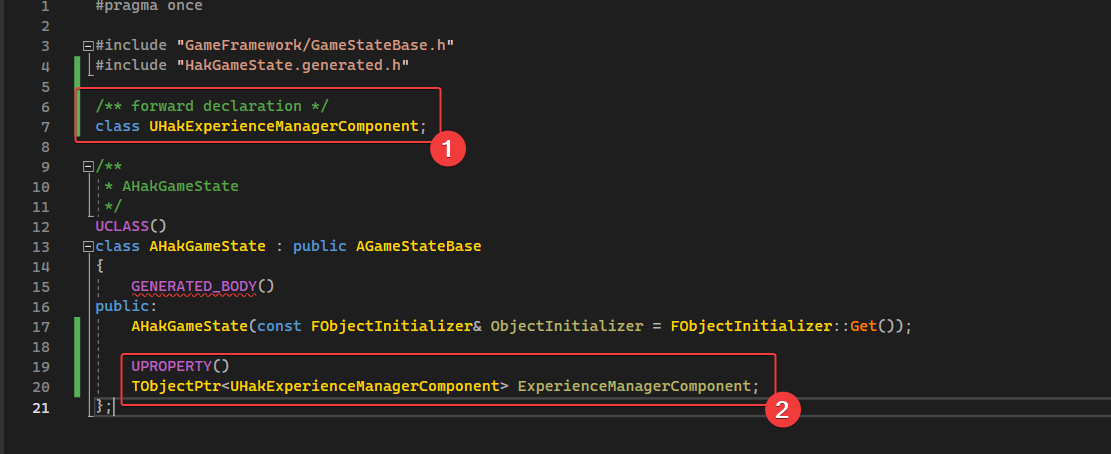 1 #pragma once
2
3 #include "GameFramework/GameStateBase.h"
4 #include "HakGameState.generated.h"
5
6 /** forward declaration */
7 class UHakExperienceManagerComponent;
1
8
9 /**
10 * AHakGameState
11 */
12 UCLASS()
13 class AHakGameState : public AGameStateBase
14 {
15 GENERATED_BODY()
16 public:
17 AHakGameState(const FObjectInitializer& ObjectInitializer = FObjectInitializer::Get());
18
19 UPROPERTY()
20 TObjectPtr<UHakExperienceManagerComponent> ExperienceManagerComponent;
21 };
2